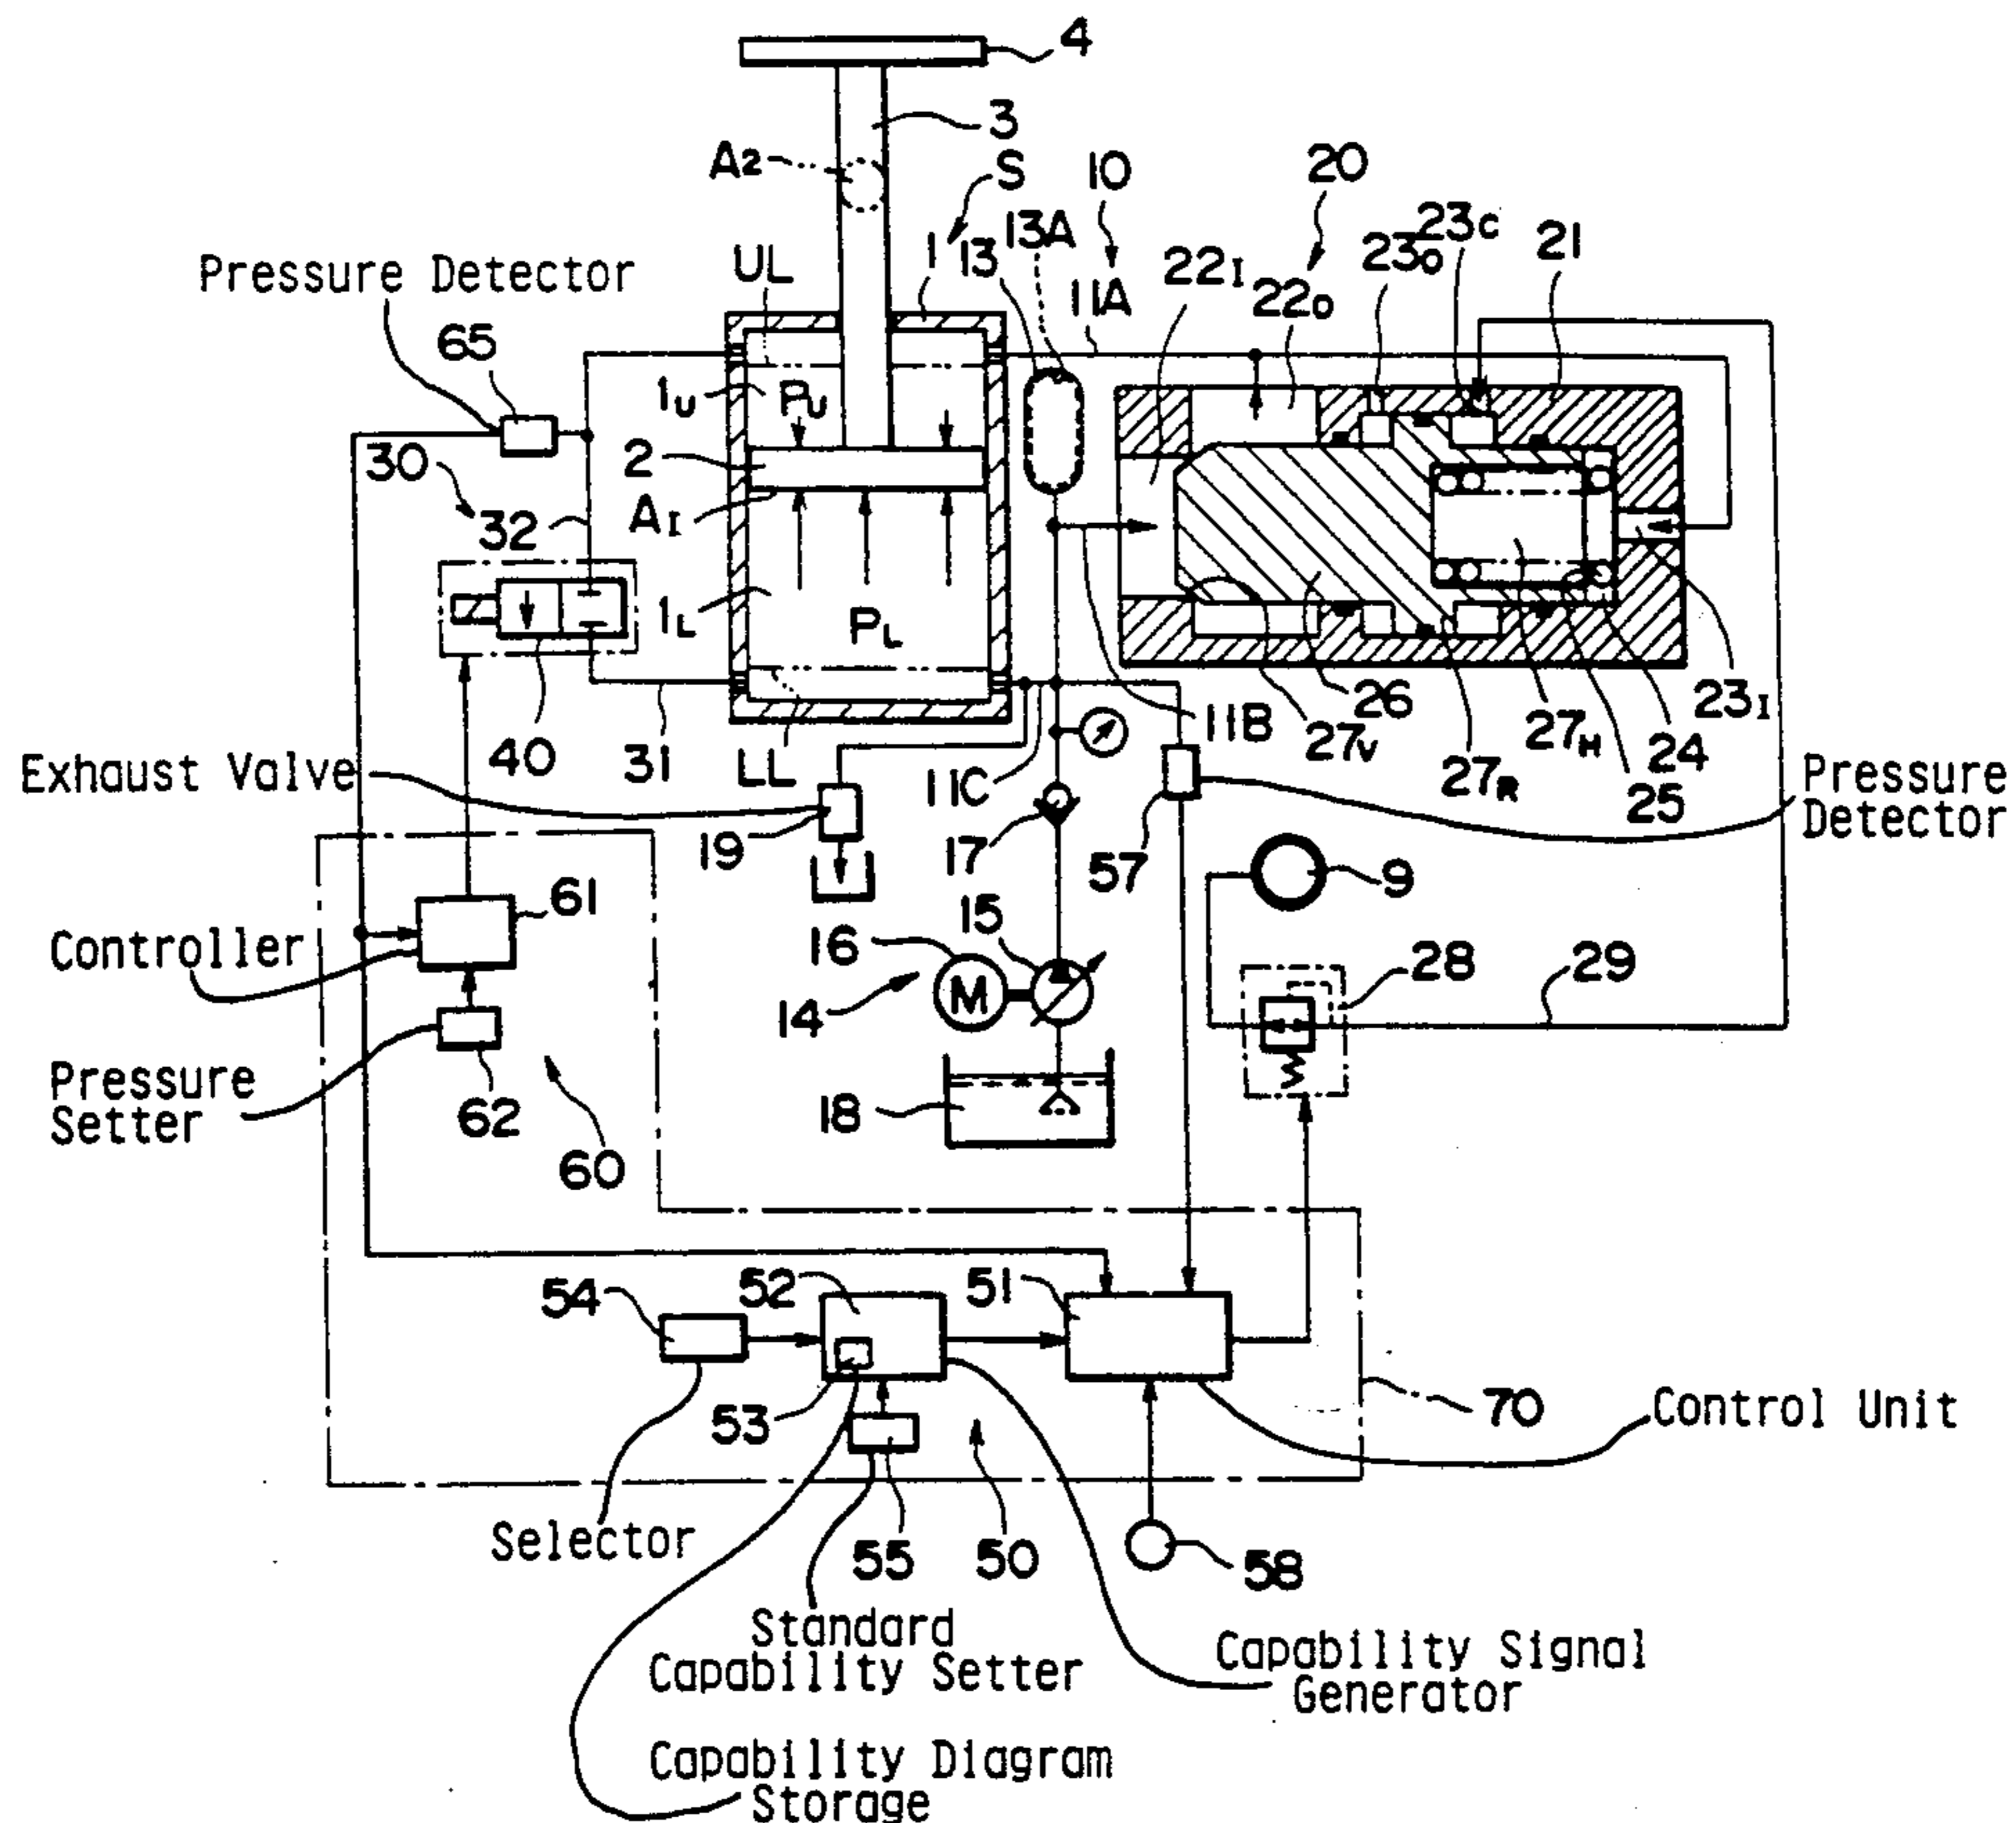 4
3
A2
S
10
20
13A
13
1
11A
22I
22O
23O
23C
21
Pressure Detector
UL
65
1U
PU
30
2
32
AI
1L
PL
40
31
LL
11C
11B
27V
26
27R
27H
25
24
23I
Exhaust Valve
19
17
57
Pressure
Detector
9
61
15
16
M
Controller
14
28
29
Pressure
Setter
62
18
60
54
52
51
53
70
Control Unit
Selector
55
50
58
Standard
Capability Setter
Capability Signal
Generator
Capability Diagram
Storage